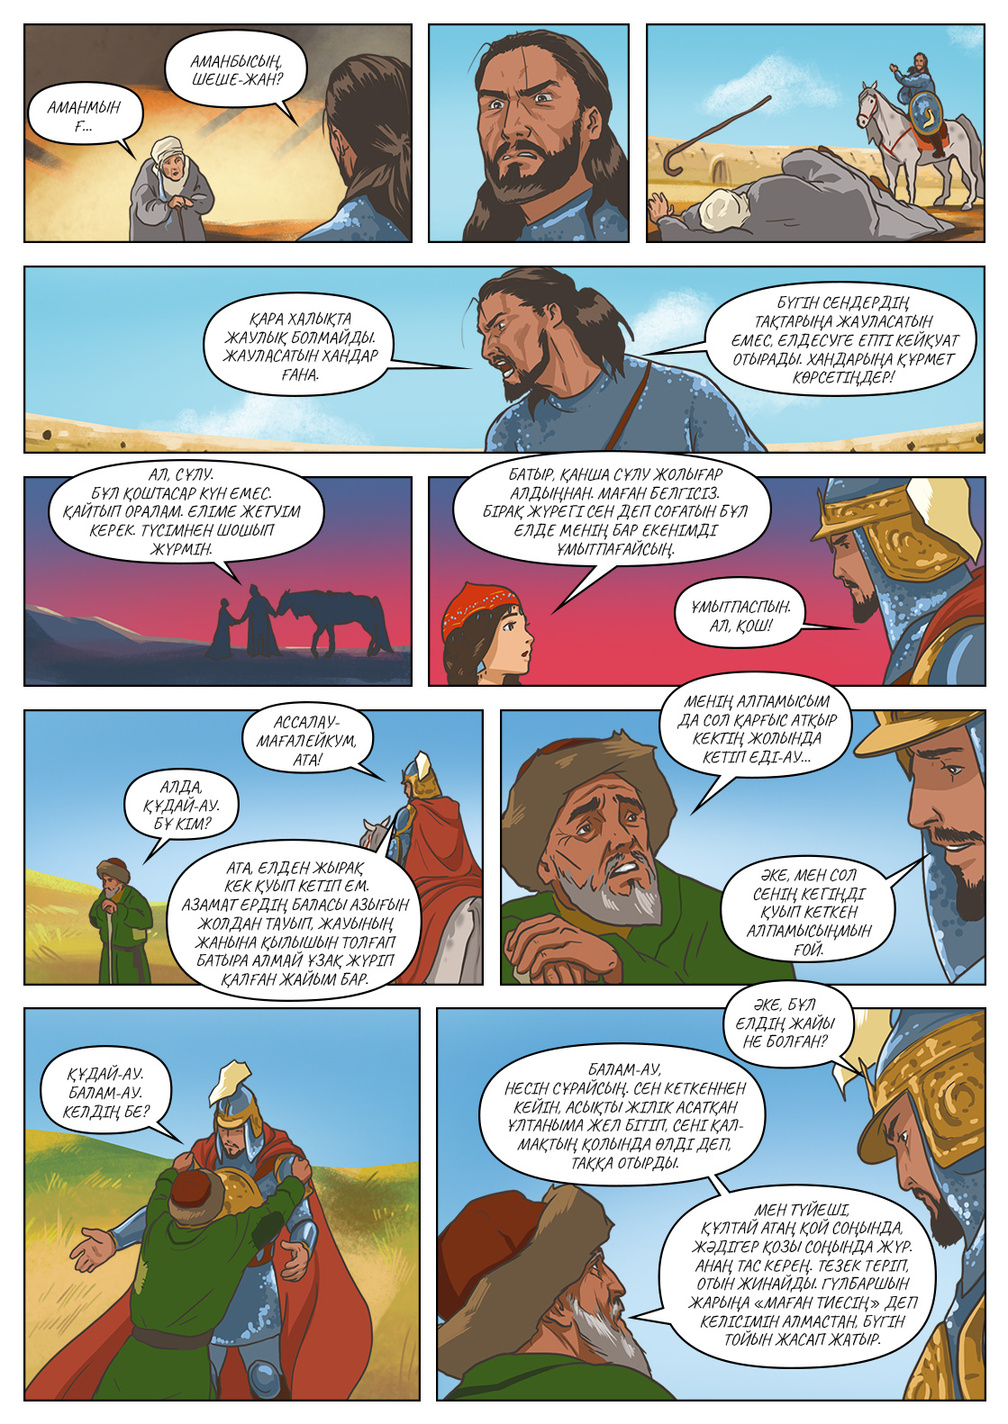 АМАНБЫСЫҢ,
ШЕШЕ-ЖАН?
АМАНМЫН
Ғ...
ҚАРА ХАЛЫҚТА
ЖАУЛЫҚ БОЛМАЙДЫ.
ЖАУЛАСАТЫН ХАНДАР
ҒАНА.
БҮГІН СЕНДЕРДІҢ
ТАҚТАРЫҢА ЖАУЛАСАТЫН
ЕМЕС, ЕЛДЕСУГЕ ЕПТІ КЕЙҚУАТ
ОТЫРАДЫ. ХАНДАРЫҢА ҚҰРМЕТ
КӨРСЕТІҢДЕР!
АЛ, СҰЛУ.
БҰЛ ҚОШТАСАР КҮН ЕМЕС.
ҚАЙТЫП ОРАЛАМ. ЕЛІМЕ ЖЕТУІМ
КЕРЕК. ТҮСІМНЕН ШОШЫП
ЖҮРМІН.
БАТЫР, ҚАНША СҰЛУ ЖОЛЫҒАР
АЛДЫҢНАН. МАҒАН БЕЛГІСІЗ.
БІРАҚ ЖҮРЕГІ СЕН ДЕП СОҒАТЫН БҰЛ
ЕЛДЕ МЕНІҢ БАР ЕКЕНІМДІ
ҰМЫТПАҒАЙСЫҢ.
ҰМЫТПАСПЫН.
АЛ, ҚОШ!
АССАЛАУ-
МАҒАЛЕЙКУМ,
АТА!
АЛДА,
ҚҰДАЙ-АУ.
БҰ КІМ?
АТА, ЕЛДЕН ЖЫРАҚ
КЕК ҚУЫП КЕТІП ЕМ.
АЗАМАТ ЕРДІҢ БАЛАСЫ АЗЫҒЫН
ЖОЛДАН ТАУЫП, ЖАУЫНЫҢ
ЖАНЫНА ҚЫЛЫШЫН ТОЛҒАП
БАТЫРА АЛМАЙ ҰЗАҚ ЖҮРІП
ҚАЛҒАН ЖАЙЫМ БАР.
МЕНІҢ АЛПАМЫСЫМ
ДА СОЛ ҚАРҒЫС АТҚЫР
КЕКТІҢ ЖОЛЫНДА
КЕТІП ЕДІ-АУ...
ӘКЕ, МЕН СОЛ
СЕНІҢ КЕГІҢДІ
ҚУЫП КЕТКЕН
АЛПАМЫСЫҢМЫН
ҒОЙ.
ҚҰДАЙ-АУ.
БАЛАМ-АУ.
КЕЛДІҢ БЕ?
ӘКЕ, БҰЛ
ЕЛДІҢ ЖАЙЫ
НЕ БОЛҒАН?
БАЛАМ-АУ,
НЕСІН СҰРАЙСЫҢ. СЕН КЕТКЕННЕН
КЕЙІН, АСЫҚТЫ ЖІЛІК АСАТҚАН
ҰЛТАНЫМА ЖЕЛ БІТІП, СЕНІ ҚАЛ-
МАҚТЫҢ ҚОЛЫНДА ӨЛДІ ДЕП,
ТАҚҚА ОТЫРДЫ.
МЕН ТҮЙЕШІ,
ҚҰЛТАЙ АТАҢ ҚОЙ СОҢЫНДА,
ЖӘДІГЕР ҚОЗЫ СОҢЫНДА ЖҮР.
АНАҢ ТАС КЕРЕҢ. ТЕЗЕК ТЕРІП,
ОТЫН ЖИНАЙДЫ. ГҮЛБАРШЫН
ЖАРЫҢА «МАҒАН ТИЕСІҢ» ДЕП
КЕЛІСІМІН АЛМАСТАН, БҮГІН
ТОЙЫН ЖАСАП ЖАТЫР.